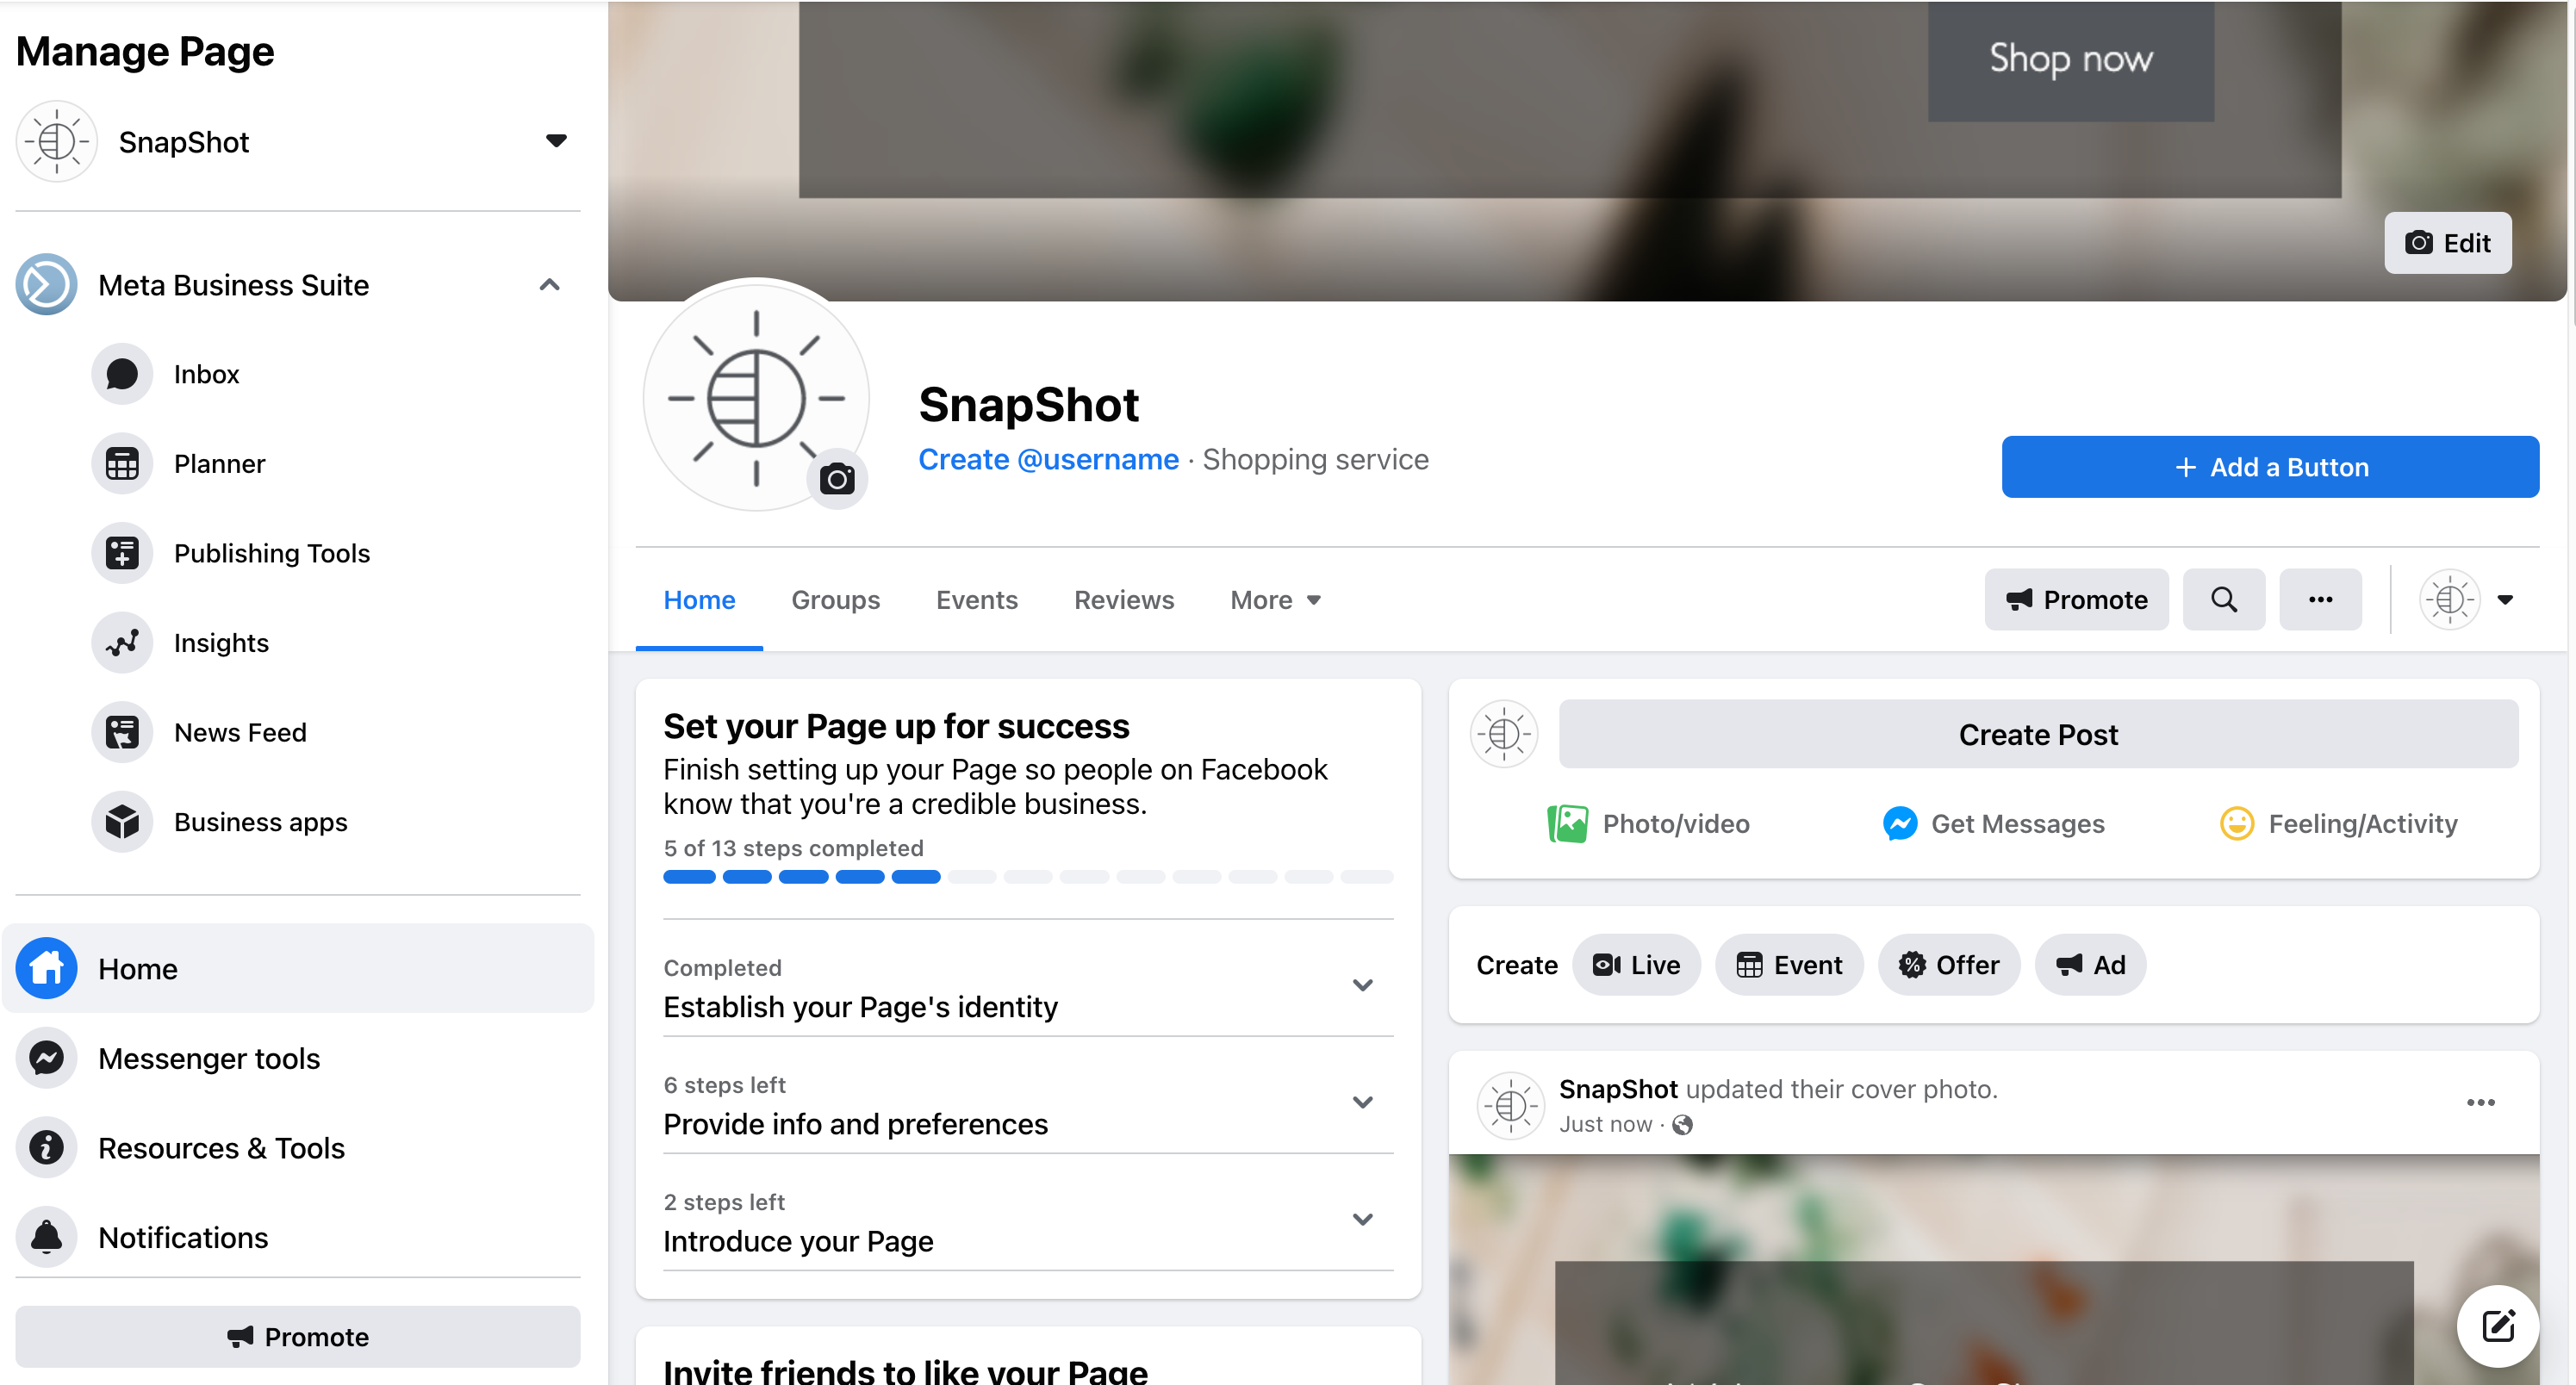 Manage Page
SnapShot
Meta Business Suite
Inbox
Planner
Publishing Tools
Insights
News Feed
Business apps
Home
Messenger tools
Resources & Tools
Notifications
Promote
Shop now
Edit
SnapShot
Create @username · Shopping service
+ Add a Button
Home Groups Events Reviews More
Promote
Set your Page up for success
Finish setting up your Page so people on Facebook
know that you're a credible business.
5 of 13 steps completed
Completed
Establish your Page's identity
6 steps left
Provide info and preferences
2 steps left
Introduce your Page
Invite friends to like your Page
Create Post
Photo/video Get Messages Feeling/Activity
Create Live Event Offer Ad
SnapShot updated their cover photo.
Just now ·